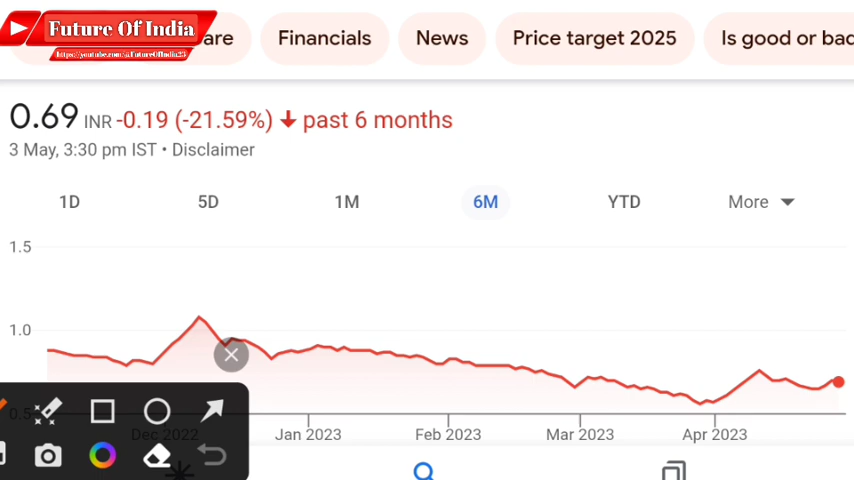 Future Of India
https://youtube.com/@FutureOfIndia23
are
Financials
News
Price target 2025
Is good or bad
0.69 INR -0.19 (-21.59%) past 6 months
3 May, 3:30 pm IST • Disclaimer
1D 5D 1M 6M YTD More
1.5
1.0
0.5
Dec 2022 Jan 2023 Feb 2023 Mar 2023 Apr 2023